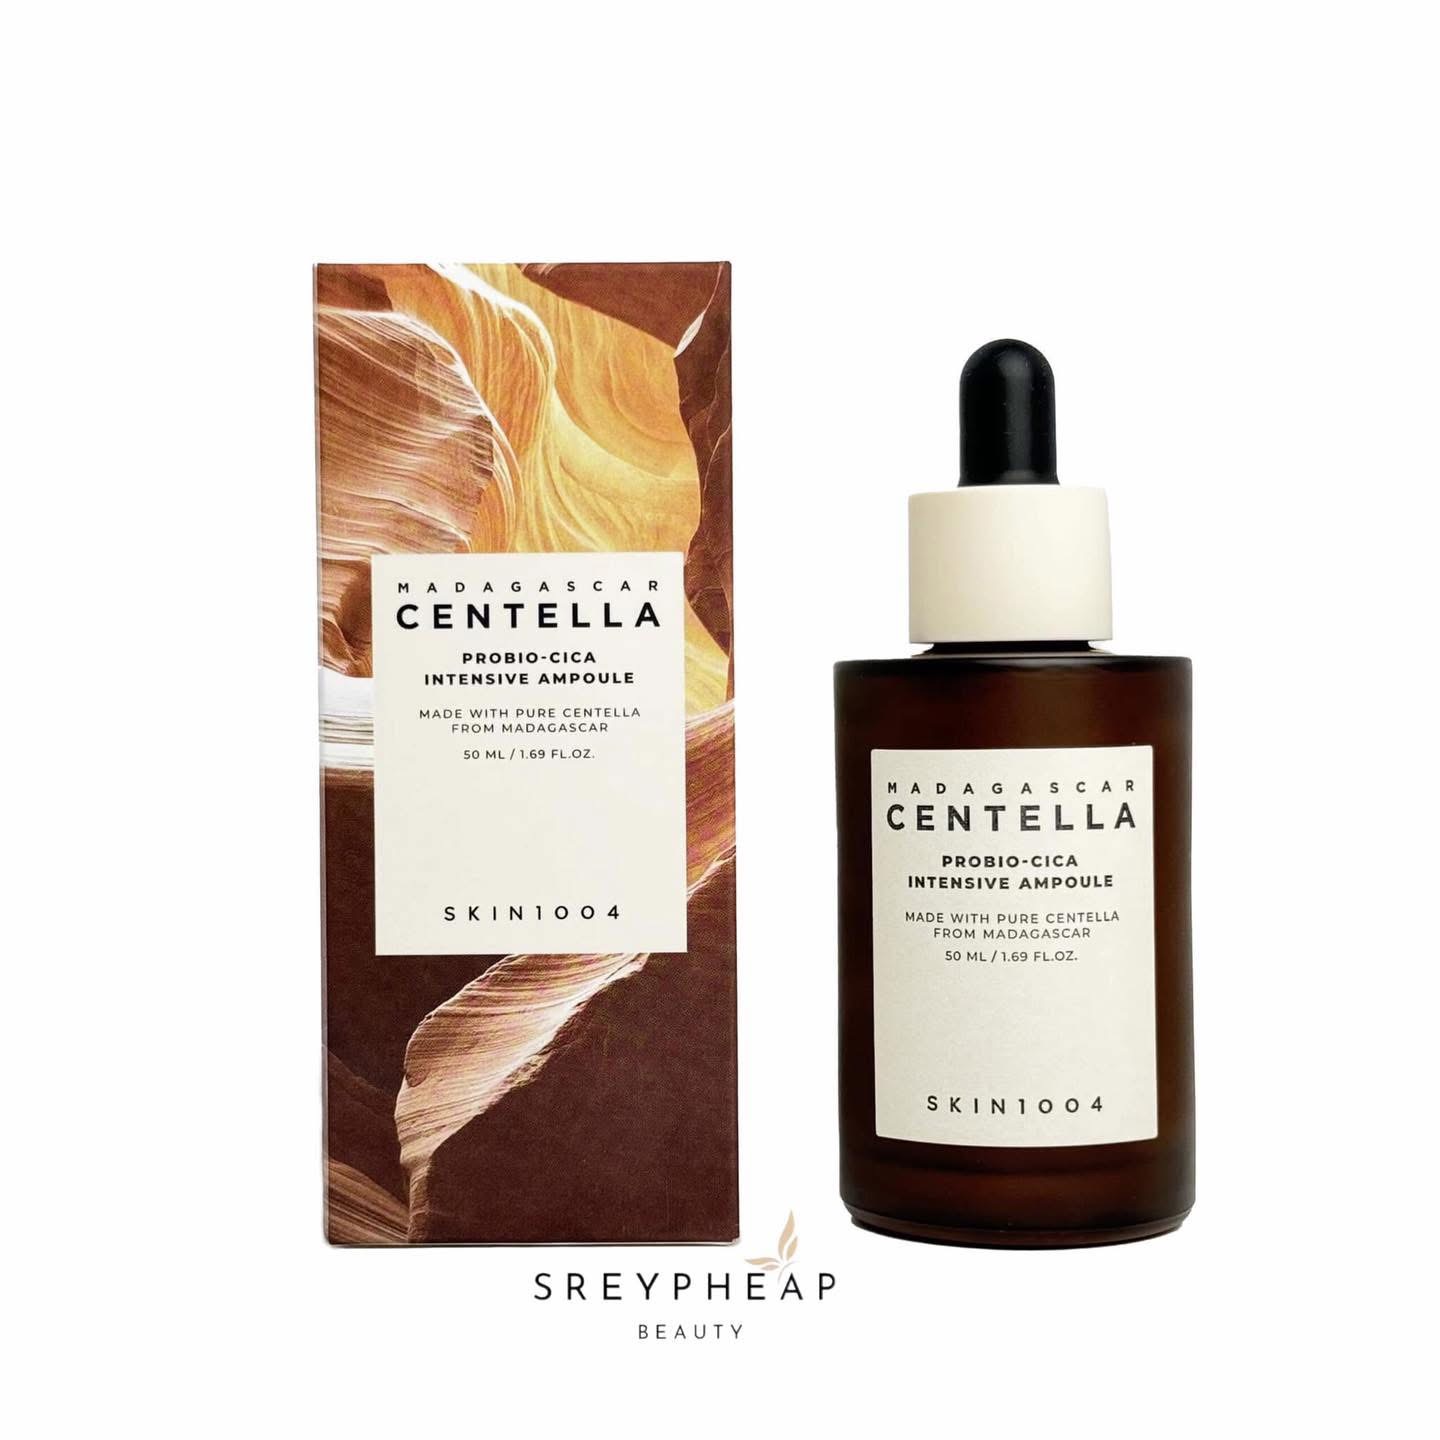 MADAGASCAR
CENTELLA
PROBIO-CICA
INTENSIVE AMPOULE
MADE WITH PURE CENTELLA
FROM MADAGASCAR
50 ML / 1.69 FL.OZ.
SKIN1004
MADAGASCAR
CENTELLA
PROBIO-CICA
INTENSIVE AMPOULE
MADE WITH PURE CENTELLA
FROM MADAGASCAR
50 ML / 1.69 FL.OZ.
SKIN1004
SREYPHEAP
BEAUTY